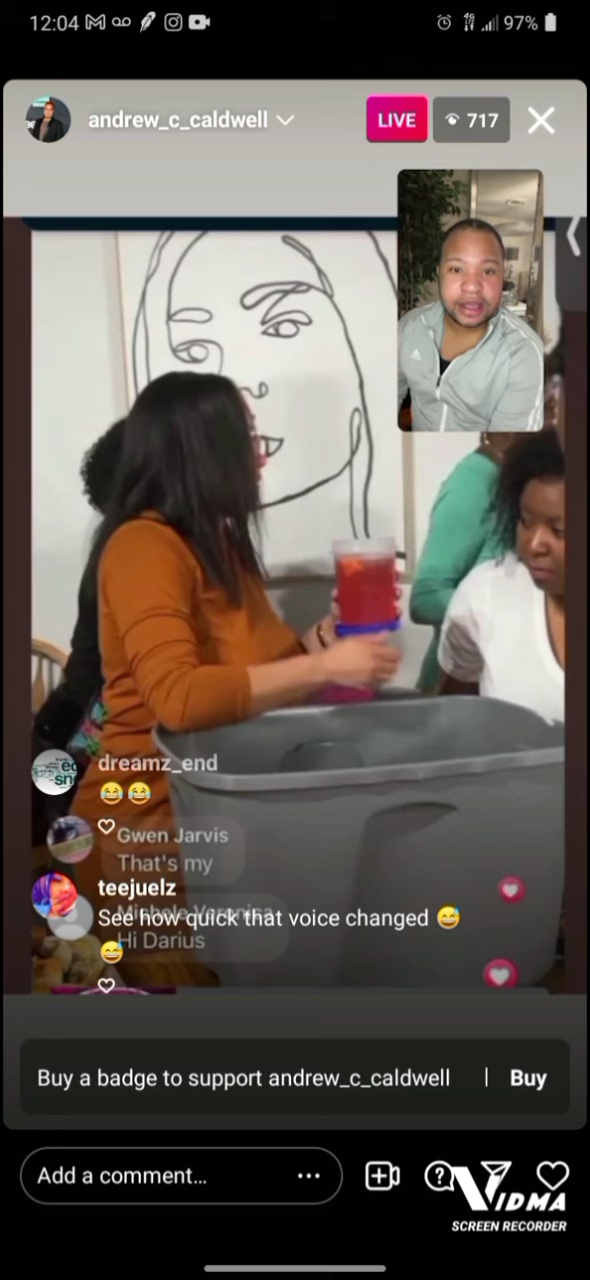 12:04
97%
andrew_c_caldwell
LIVE
717
dreamz_end
😂😂
Gwen Jarvis
That's my
teejuelz
See how quick that voice changed 😅
😅
Hi Darius
Buy a badge to support andrew_c_caldwell | Buy
Add a comment...
VIDMA
SCREEN RECORDER